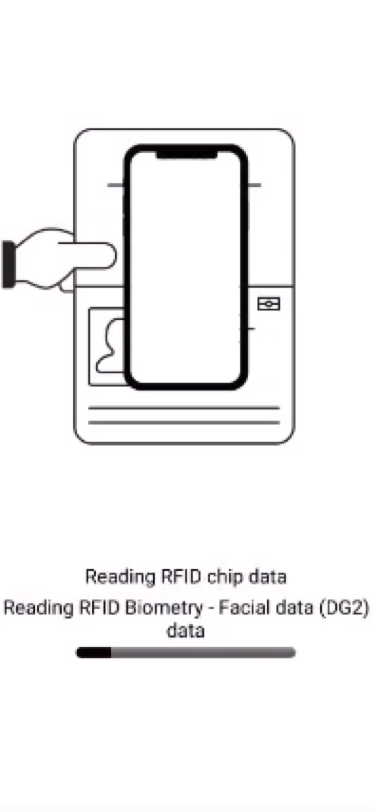 Reading RFID chip data
Reading RFID Biometry - Facial data (DG2)
data